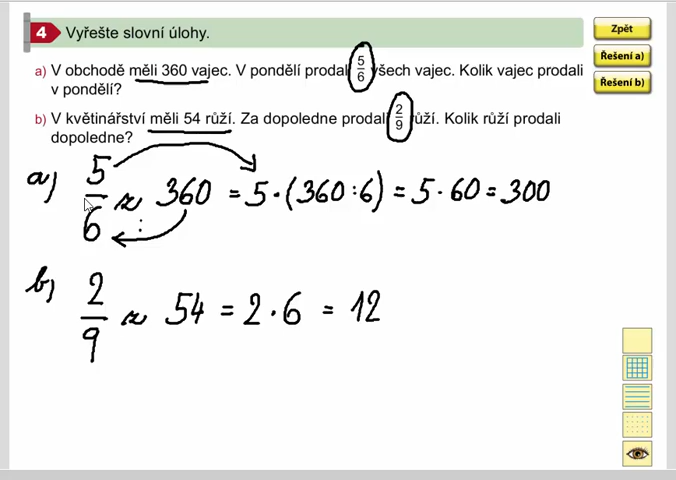 4 Vyřešte slovní úlohy.
Zpět
Řešení a)
Řešení b)
a) V obchodě měli 360 vajec. V pondělí prodali 5/6 všech vajec. Kolik vajec prodali
v pondělí?
b) V květinářství měli 54 růží. Za dopoledne prodali 2/9 růží. Kolik růží prodali
dopoledne?
a) 5/6 z 360 = 5 · (360 : 6) = 5 · 60 = 300
:
b) 2/9 z 54 = 2 · 6 = 12